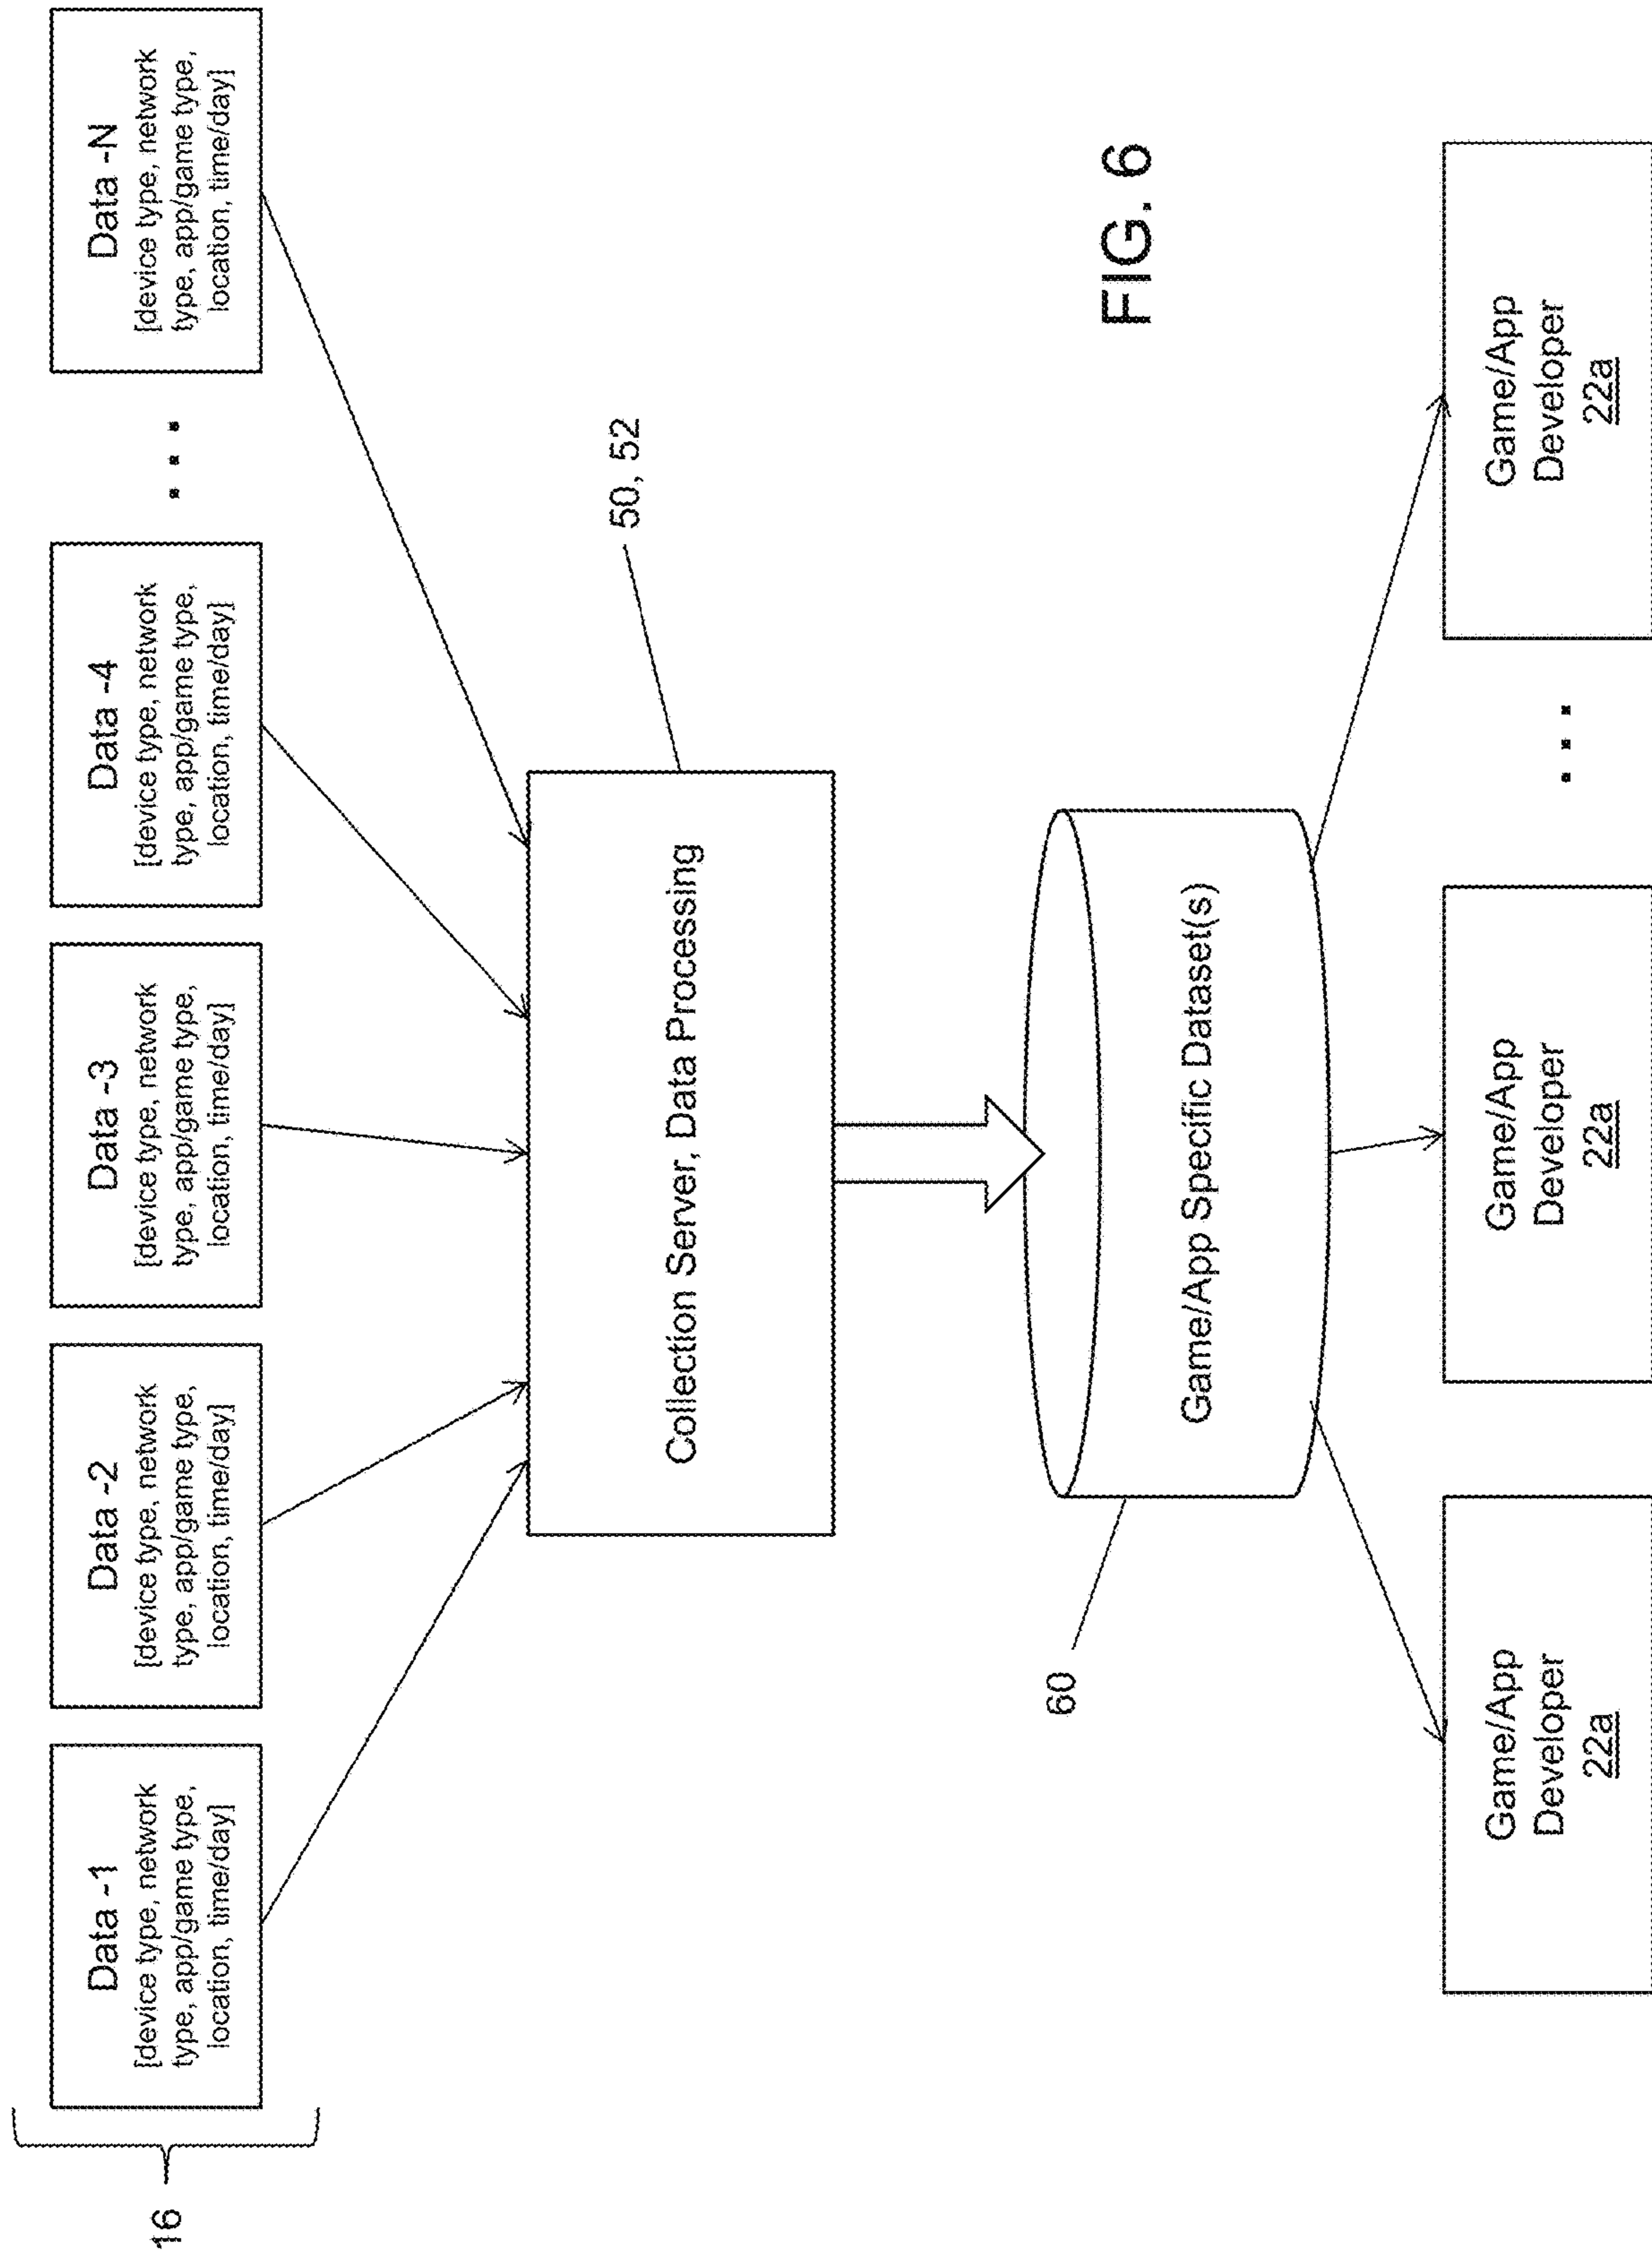 16
Data -1
[device type, network
type, app/game type,
location, time/day]
Data -2
[device type, network
type, app/game type,
location, time/day]
Data -3
[device type, network
type, app/game type,
location, time/day]
Data -4
[device type, network
type, app/game type,
location, time/day]
. . .
Data -N
[device type, network
type, app/game type,
location, time/day]
50, 52
Collection Server, Data Processing
60
Game/App Specific Dataset(s)
FIG. 6
Game/App
Developer
22a
Game/App
Developer
22a
. . .
Game/App
Developer
22a